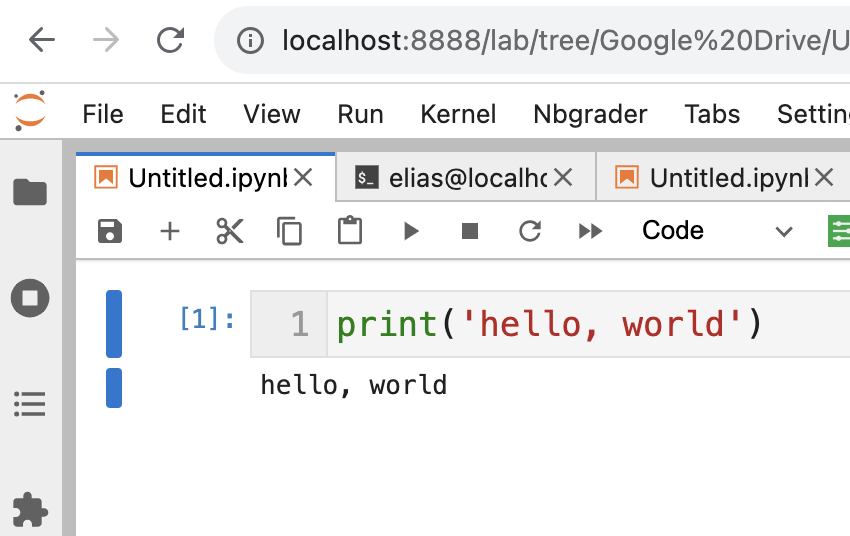 localhost:8888/lab/tree/Google%20Drive/U
File Edit View Run Kernel Nbgrader Tabs Settin
Untitled.ipynb elias@localho Untitled.ipynb
Code
[1]: 1 print('hello, world')
hello, world